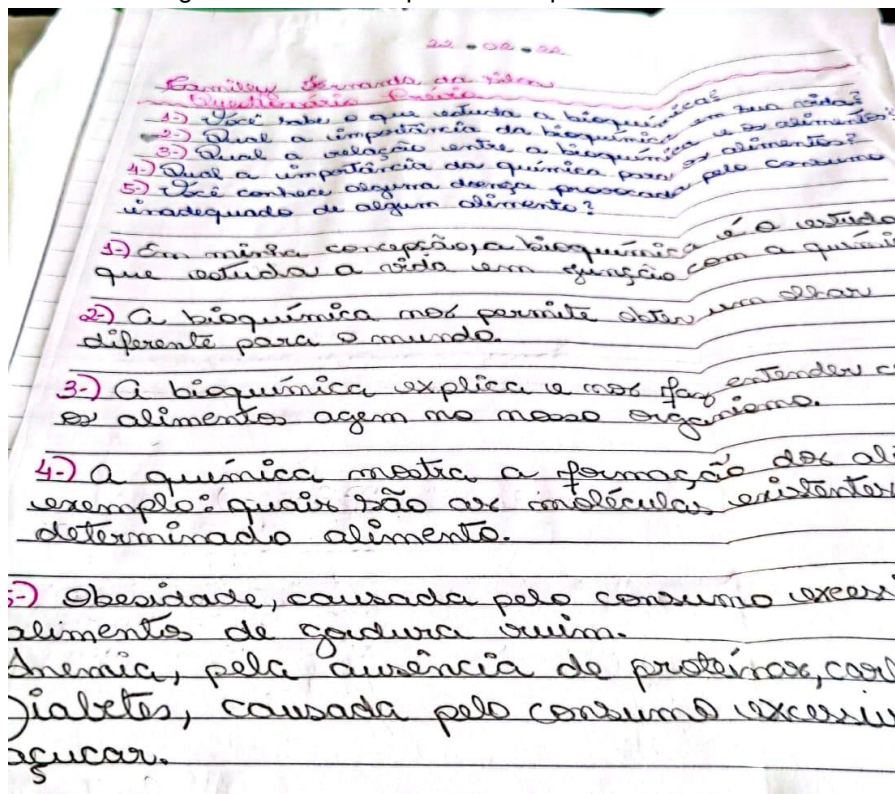 22.02.22
Camilly Fernanda da Silva
Questionário Prévio
1-) Você sabe o que estuda a bioquímica?
2-) Qual a importância da bioquímica em sua vida?
3-) Qual a relação entre a bioquímica e os alimentos?
4-) Qual a importância da química para os alimentos?
5-) Você conhece alguma doença provocada pelo consumo
inadequado de algum alimento?
1-) Em minha concepção, a bioquímica é o estudo
que estuda a vida em junção com a quími
2-) A bioquímica nos permite obter um olhar
diferente para o mundo.
3-) A bioquímica explica e nos faz entender c
os alimentos agem no nosso organismo.
4-) A química mostra a formação dos ali
exemplo: quais são as moléculas existentes
determinado alimento.
5-) Obesidade, causada pelo consumo excess
alimentos de gordura ruim.
Anemia, pela ausência de proteínas, car
Diabetes, causada pelo consumo excessiv
açucar.